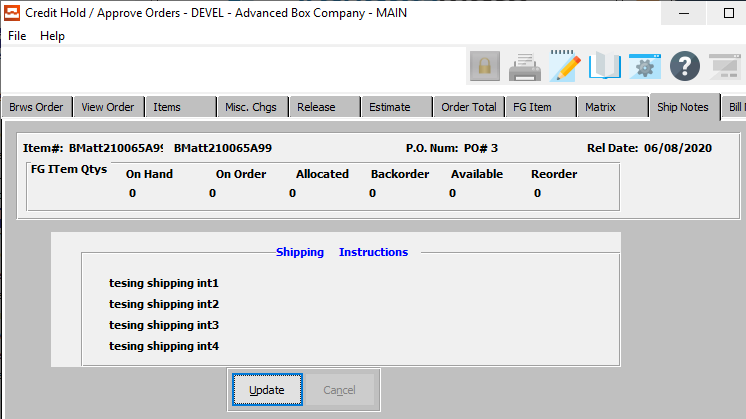 Credit Hold / Approve Orders - DEVEL - Advanced Box Company - MAIN
File Help
Brws Order View Order Items Misc. Chgs Release Estimate Order Total FG Item Matrix Ship Notes Bill
Item#: BMatt210065A99 BMatt210065A99 P.O. Num: PO# 3 Rel Date: 06/08/2020
FG ITem Qtys On Hand On Order Allocated Backorder Available Reorder
0 0 0 0 0 0
Shipping Instructions
tesing shipping int1
tesing shipping int2
tesing shipping int3
tesing shipping int4
Update Cancel